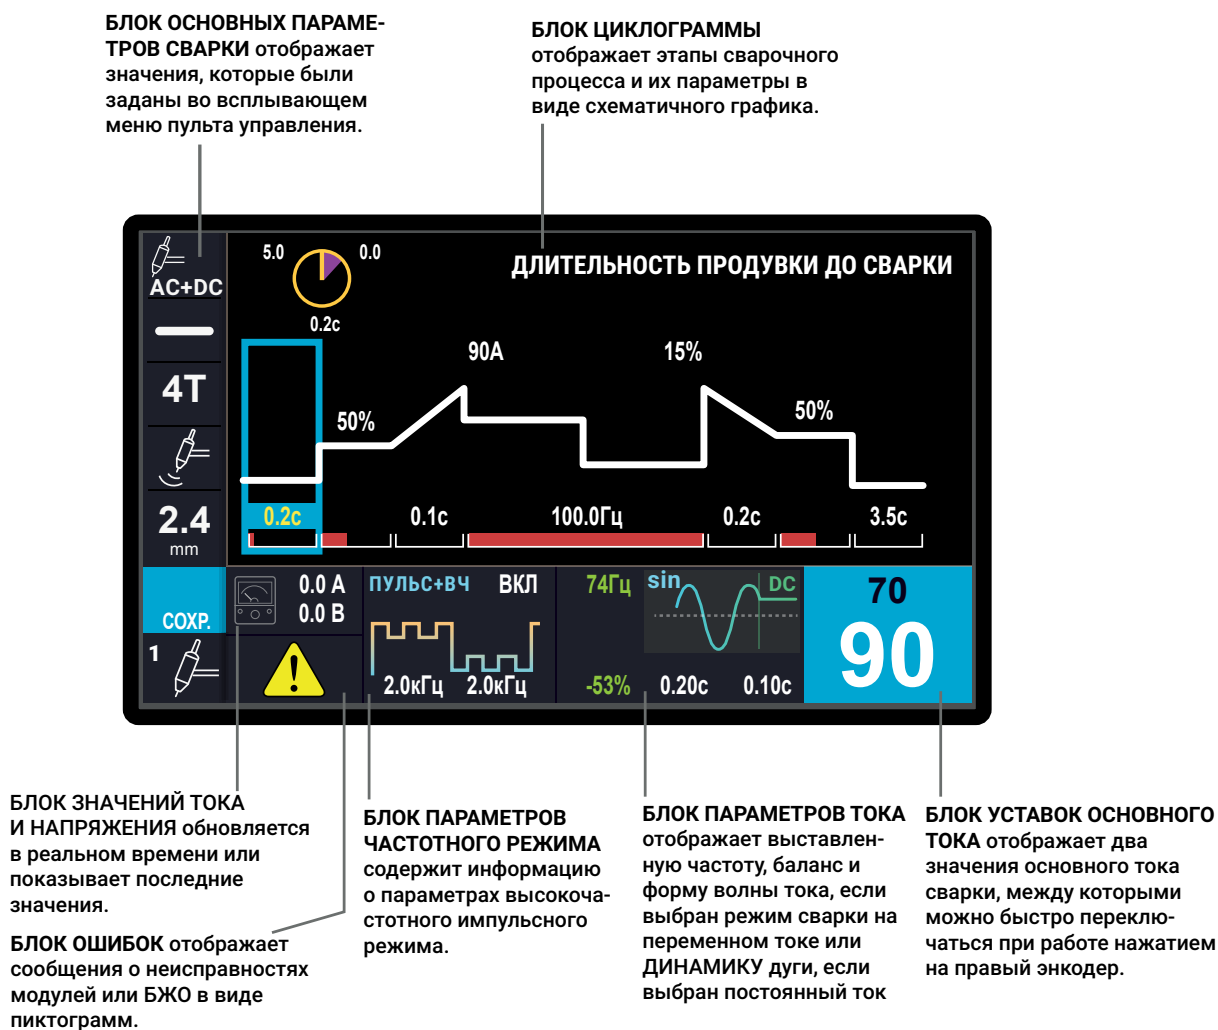 БЛОК ОСНОВНЫХ ПАРАМЕ-
ТРОВ СВАРКИ отображает
значения, которые были
заданы во всплывающем
меню пульта управления.
БЛОК ЦИКЛОГРАММЫ
отображает этапы сварочного
процесса и их параметры в
виде схематичного графика.
AC+DC
4T
2.4
mm
СОХР.
1
5.0
0.0
0.2с
ДЛИТЕЛЬНОСТЬ ПРОДУВКИ ДО СВАРКИ
90А
15%
50%
50%
0.2с
0.1с
100.0Гц
0.2с
3.5с
0.0 А
0.0 В
ПУЛЬС+ВЧ
ВКЛ
2.0кГц
2.0кГц
74Гц
sin
DC
-53%
0.20с
0.10с
70
90
БЛОК ЗНАЧЕНИЙ ТОКА
И НАПРЯЖЕНИЯ обновляется
в реальном времени или
показывает последние
значения.
БЛОК ОШИБОК отображает
сообщения о неисправностях
модулей или БЖО в виде
пиктограмм.
БЛОК ПАРАМЕТРОВ
ЧАСТОТНОГО РЕЖИМА
содержит информацию
о параметрах высокоча-
стотного импульсного
режима.
БЛОК ПАРАМЕТРОВ ТОКА
отображает выставлен-
ную частоту, баланс и
форму волны тока, если
выбран режим сварки на
переменном токе или
ДИНАМИКУ дуги, если
выбран постоянный ток
БЛОК УСТАВОК ОСНОВНОГО
ТОКА отображает два
значения основного тока
сварки, между которыми
можно быстро переклю-
чаться при работе нажатием
на правый энкодер.